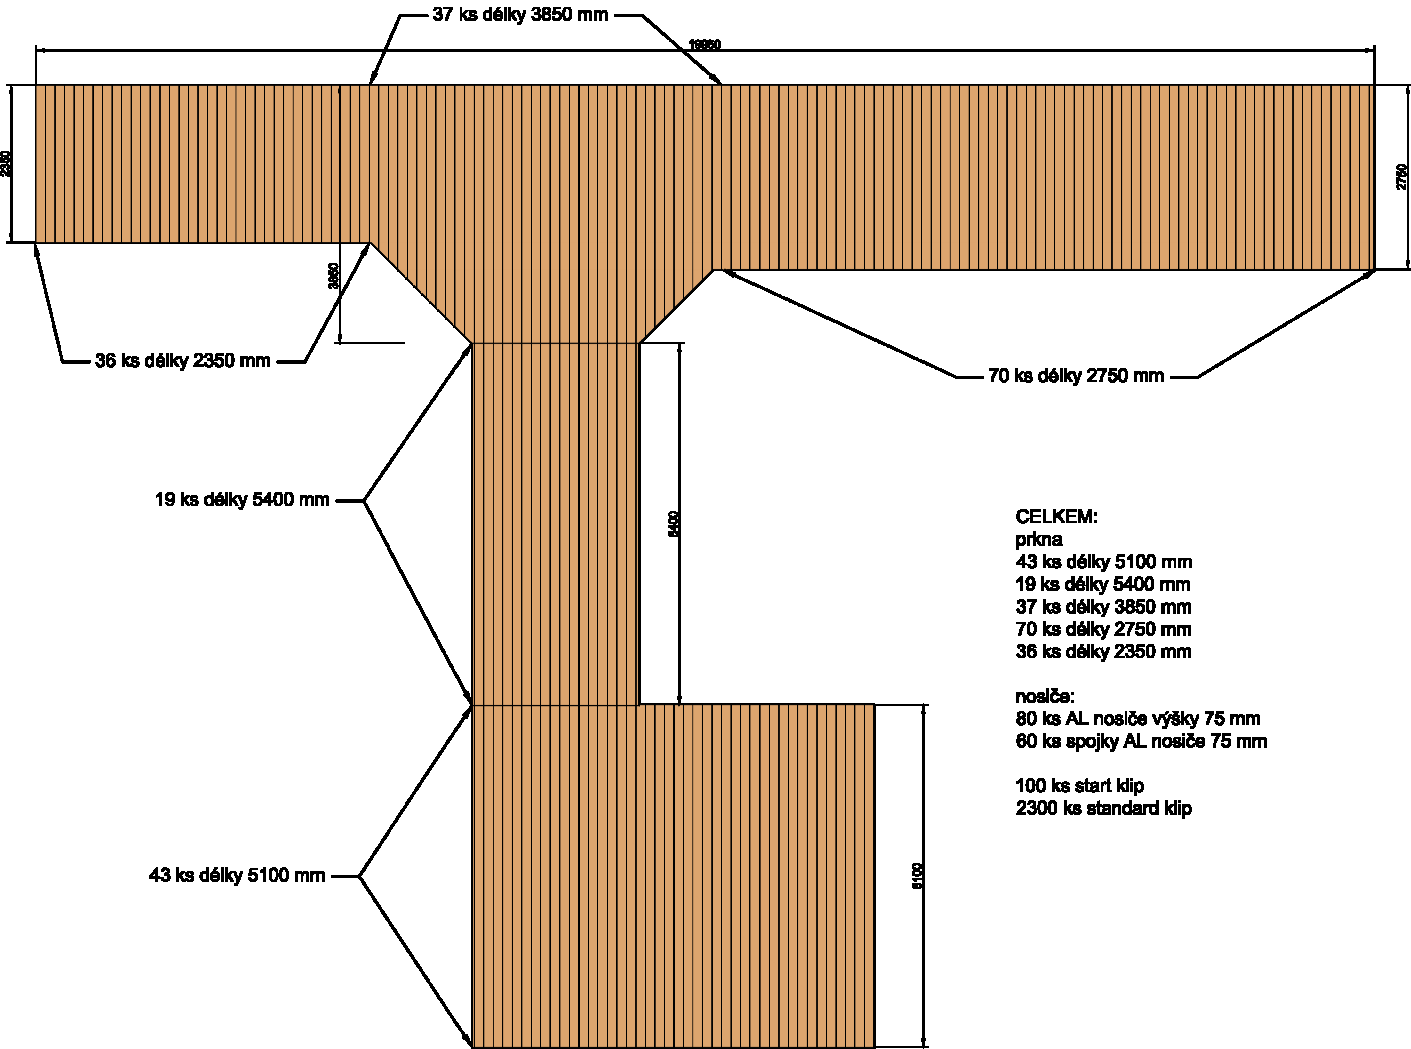 37 ks délky 3850 mm
19950
2350
2750
3850
36 ks délky 2350 mm
70 ks délky 2750 mm
19 ks délky 5400 mm
5400
CELKEM:
prkna
43 ks délky 5100 mm
19 ks délky 5400 mm
37 ks délky 3850 mm
70 ks délky 2750 mm
36 ks délky 2350 mm
nosiče:
80 ks AL nosiče výšky 75 mm
60 ks spojky AL nosiče 75 mm
100 ks start klip
2300 ks standard klip
43 ks délky 5100 mm
5100